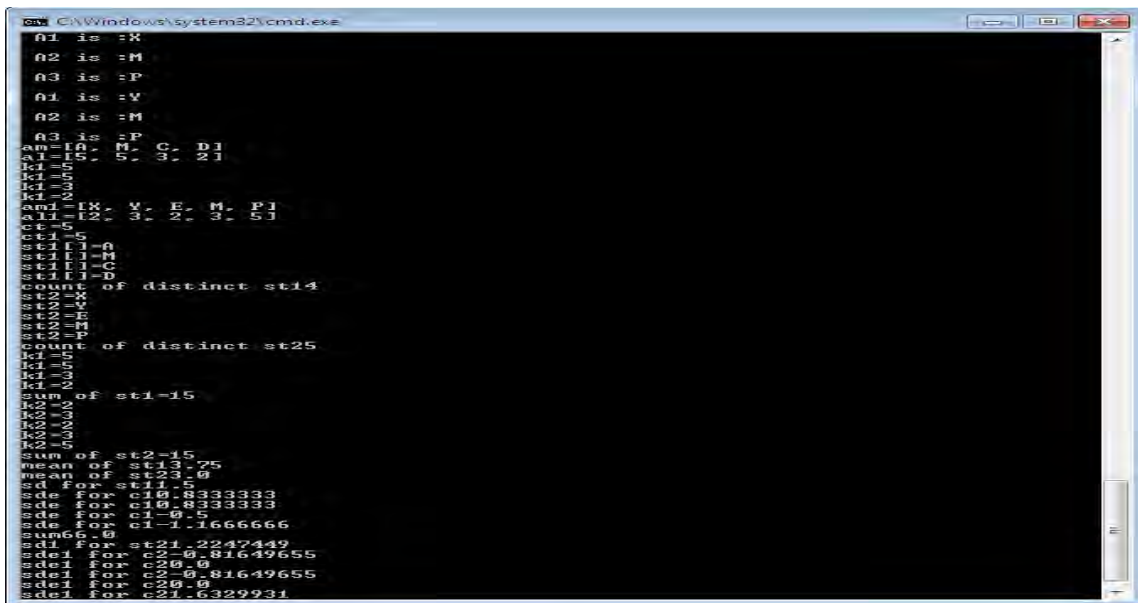 C:\Windows\system32\cmd.exe
A1 is :X
A2 is :M
A3 is :P
A1 is :Y
A2 is :M
A3 is :P
am=[A, M, C, D]
al=[5, 5, 3, 2]
k1=5
k1=5
k1=3
k1=2
am1=[X, Y, E, M, P]
al1=[2, 3, 2, 3, 5]
ct=5
ct1=5
st1[]=A
st1[]=M
st1[]=C
st1[]=D
count of distinct st14
st2=X
st2=Y
st2=E
st2=M
st2=P
count of distinct st25
k1=5
k1=5
k1=3
k1=2
sum of st1=15
k2=2
k2=3
k2=2
k2=3
k2=5
sum of st2=15
mean of st13.75
mean of st23.0
sd for st11.5
sde for c10.8333333
sde for c10.8333333
sde for c1-0.5
sde for c1-1.1666666
sum66.0
sd1 for st21.2247449
sde1 for c2-0.81649655
sde1 for c20.0
sde1 for c2-0.81649655
sde1 for c20.0
sde1 for c21.6329931